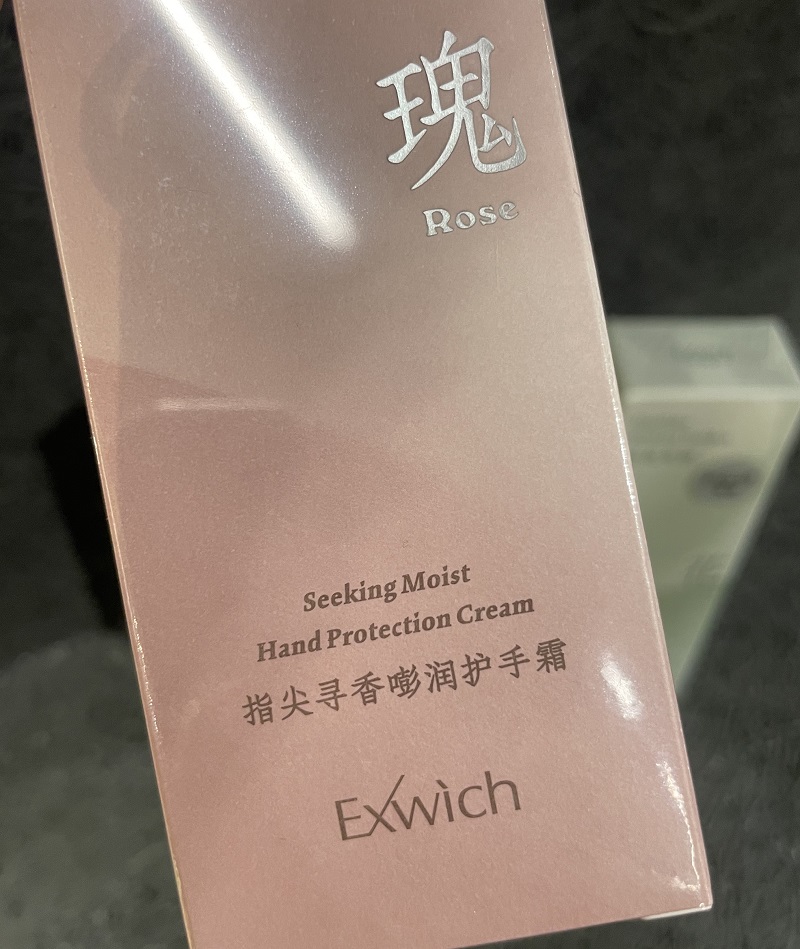 瑰
Rose
Seeking Moist
Hand Protection Cream
指尖寻香嘭润护手霜
Exwich